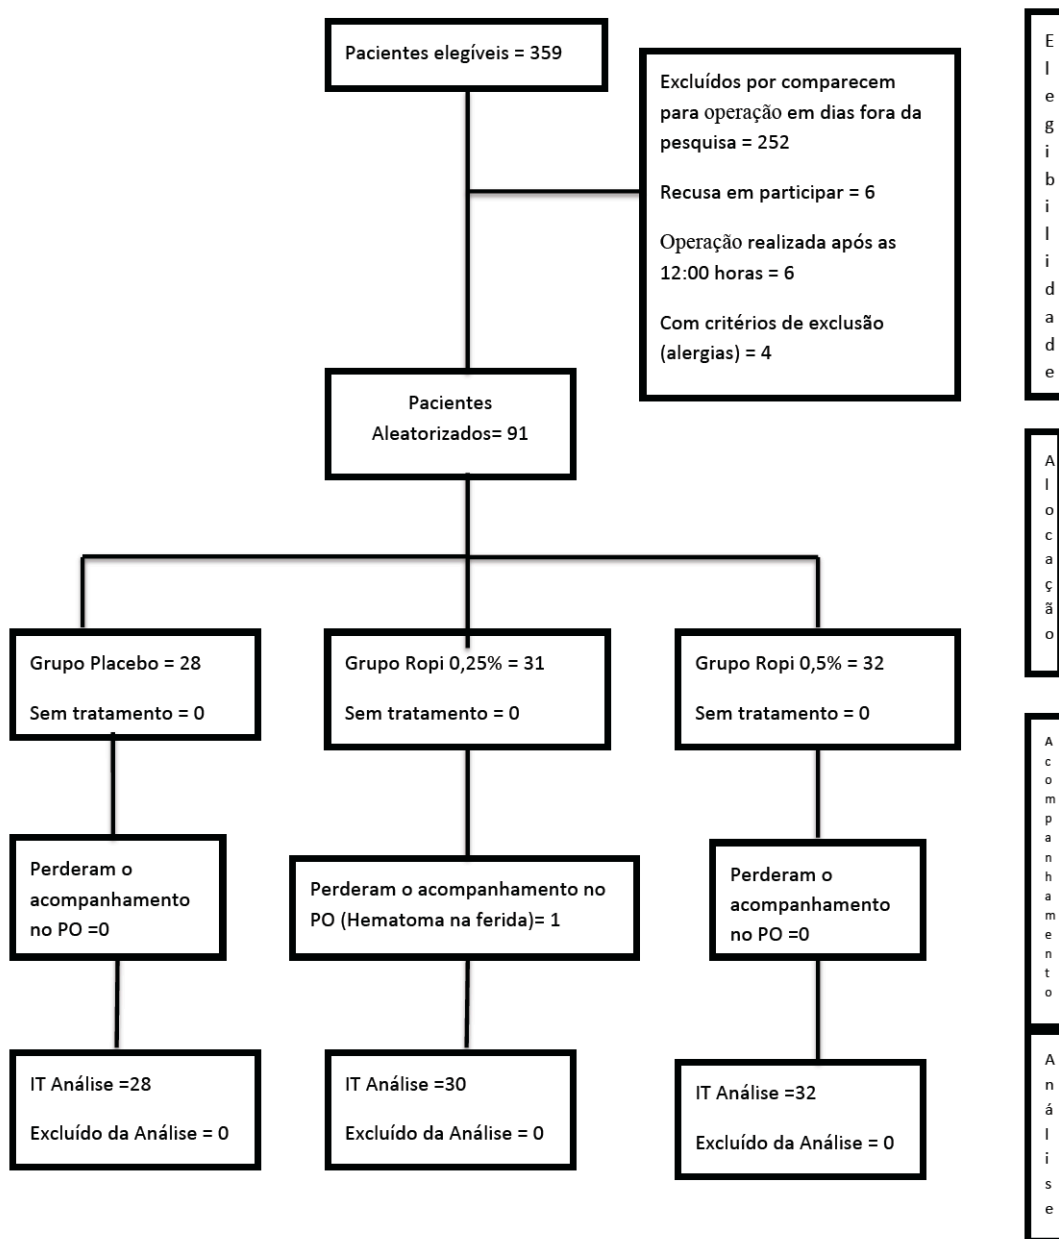 Pacientes elegíveis = 359
Excluídos por comparecem
para operação em dias fora da
pesquisa = 252
Recusa em participar = 6
Operação realizada após as
12:00 horas = 6
Com critérios de exclusão
(alergias) = 4
Elegibilidade
Pacientes
Aleatorizados= 91
Alocação
Grupo Placebo = 28
Sem tratamento = 0
Grupo Ropi 0,25% = 31
Sem tratamento = 0
Grupo Ropi 0,5% = 32
Sem tratamento = 0
Acompanhamento
Perderam o
acompanhamento
no PO =0
Perderam o acompanhamento no
PO (Hematoma na ferida)= 1
Perderam o
acompanhamento
no PO =0
IT Análise =28
Excluído da Análise = 0
IT Análise =30
Excluído da Análise = 0
IT Análise =32
Excluído da Análise = 0
Análise